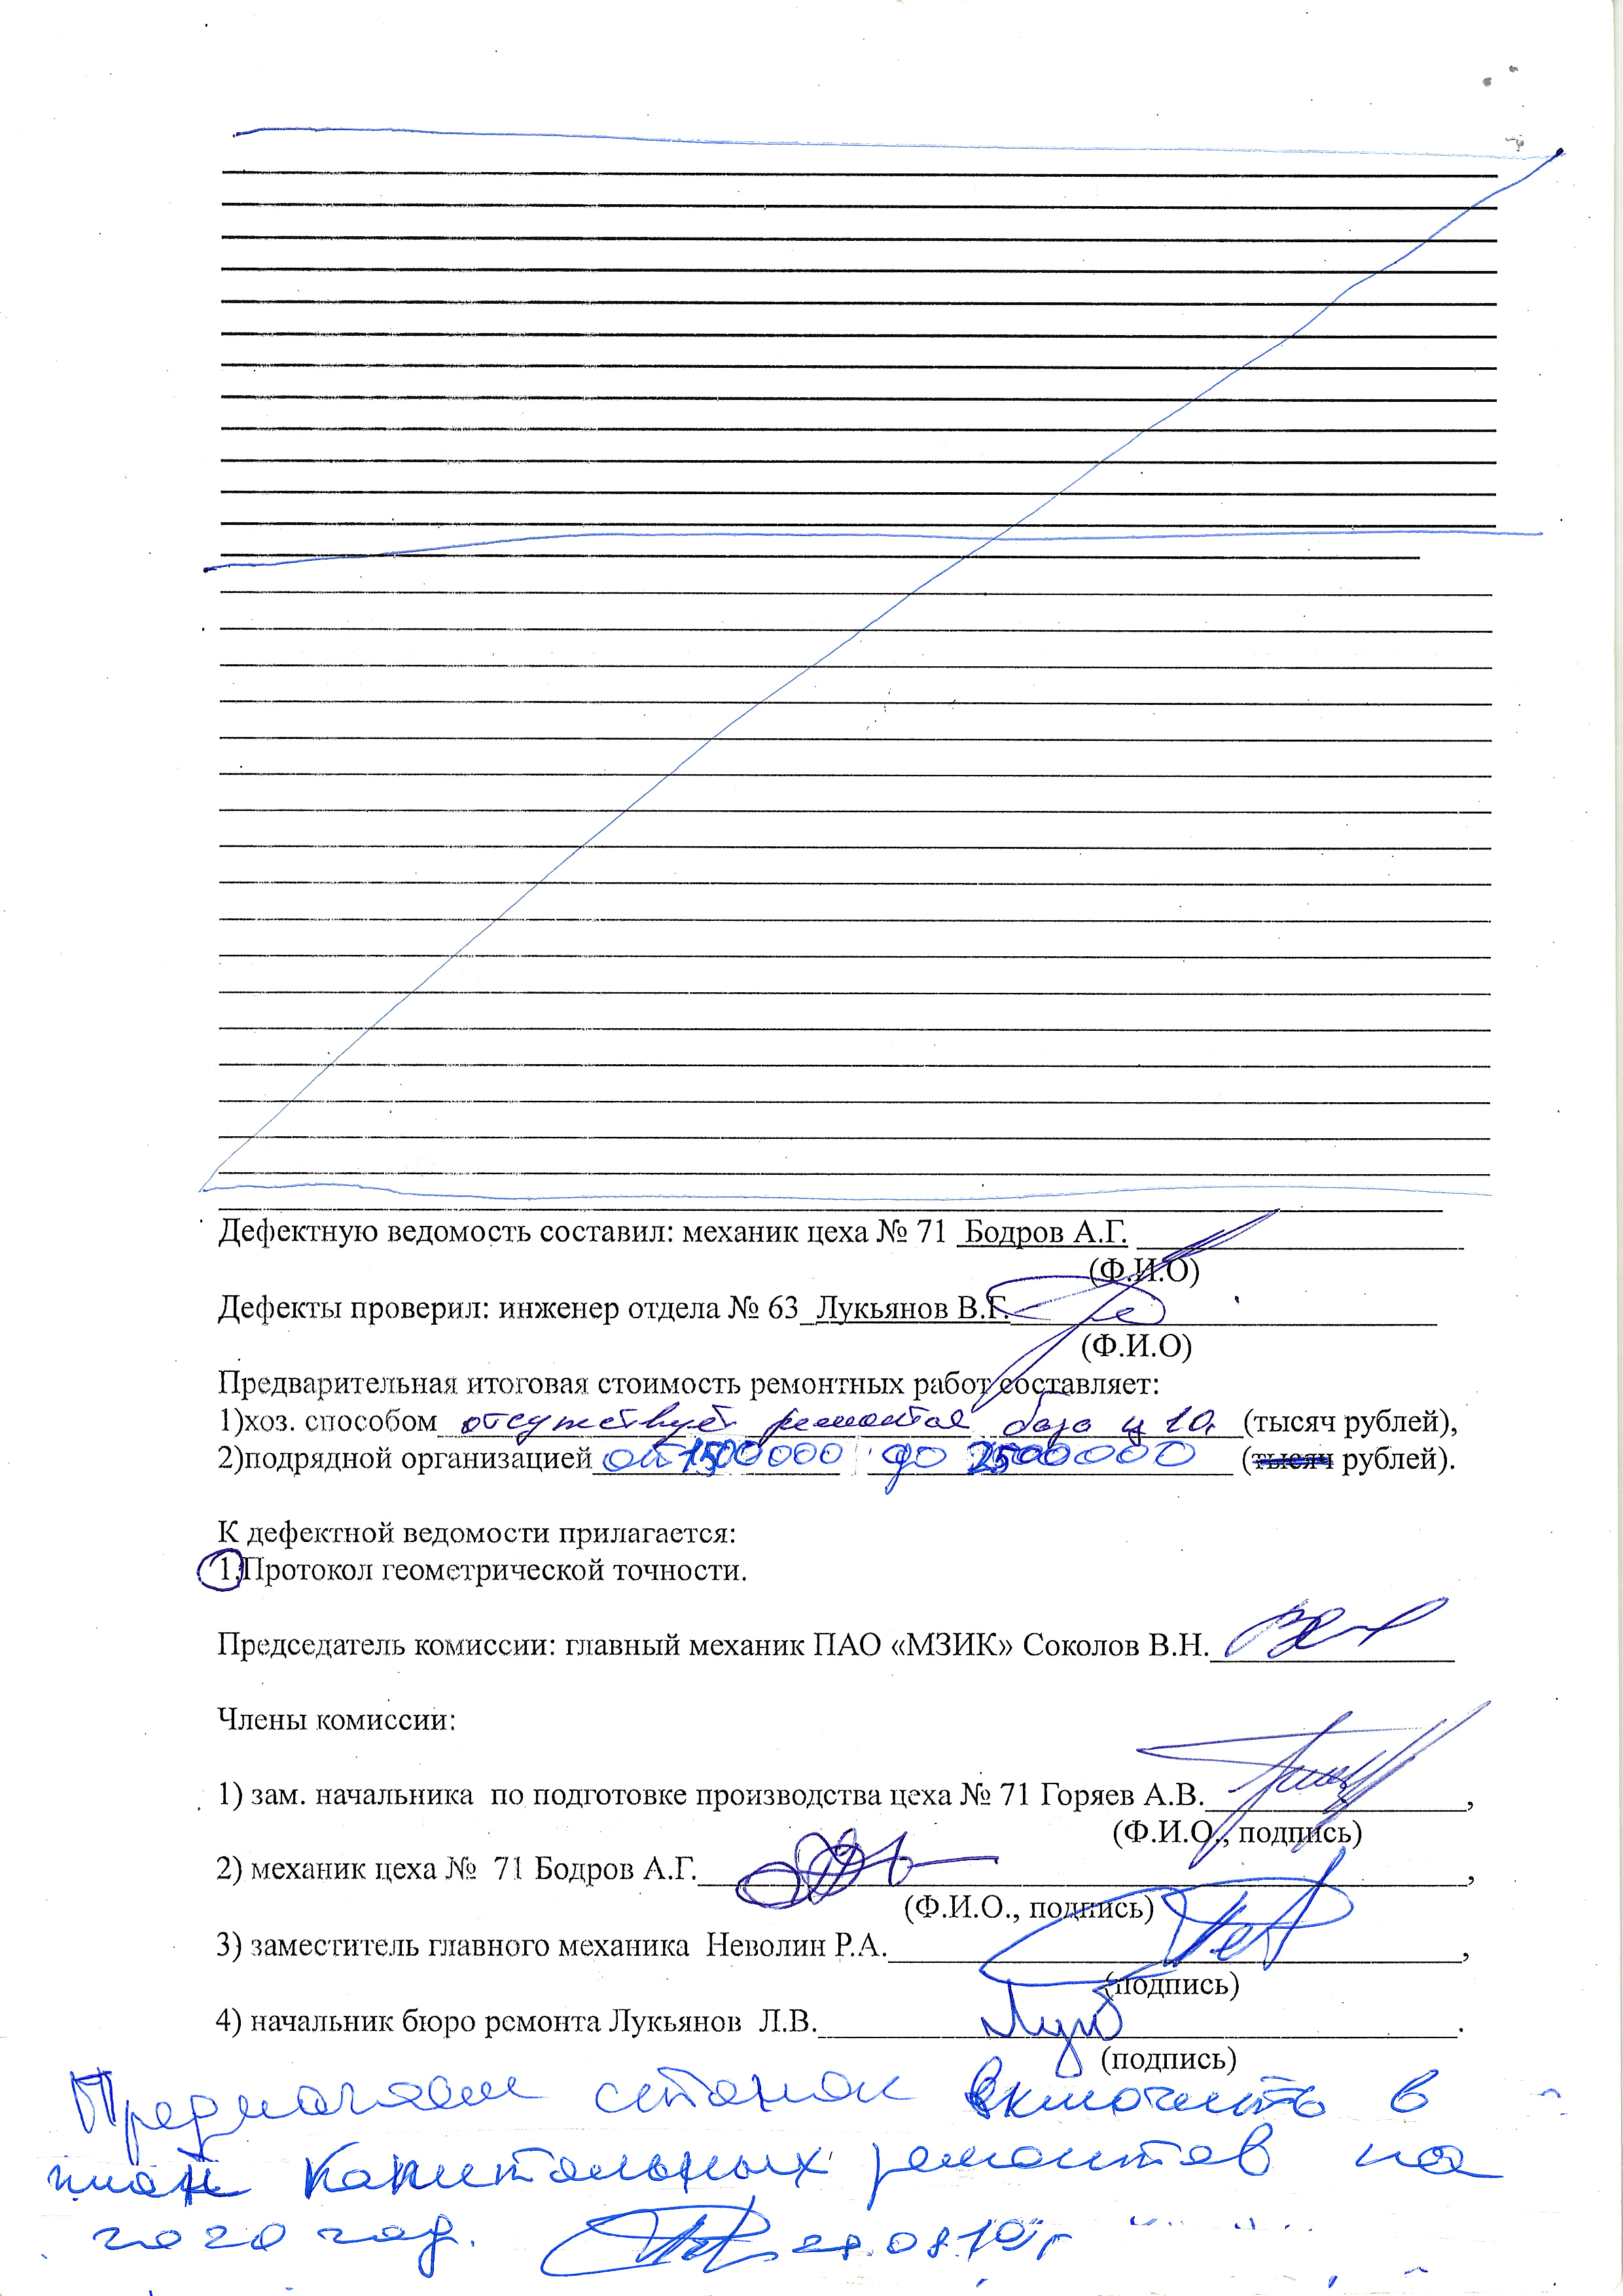 Дефектную ведомость составил: механик цеха № 71 Бодров А.Г.
(Ф.И.О)
Дефекты проверил: инженер отдела № 63 Лукьянов В.Г.
(Ф.И.О)
Предварительная итоговая стоимость ремонтных работ составляет:
1)хоз. способом отсутствует ремонтная база ц 10. (тысяч рублей),
2)подрядной организацией от 1500000 до 2500000 (тысяч рублей).
К дефектной ведомости прилагается:
1.Протокол геометрической точности.
Председатель комиссии: главный механик ПАО «МЗИК» Соколов В.Н.
Члены комиссии:
1) зам. начальника по подготовке производства цеха № 71 Горяев А.В. ,
(Ф.И.О., подпись)
2) механик цеха № 71 Бодров А.Г. ,
(Ф.И.О., подпись)
3) заместитель главного механика Неволин Р.А. ,
(подпись)
4) начальник бюро ремонта Лукьянов Л.В. .
(подпись)
Предлагаем станок включить в
план капитальных ремонтов на
2020 год. 28.08.19г